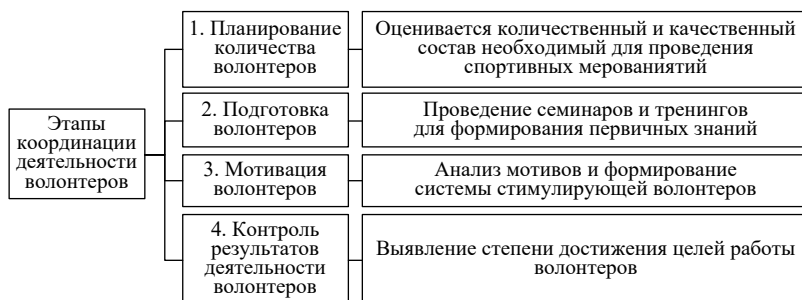 Этапы
координации
деятельности
волонтеров
1. Планирование
количества
волонтеров
Оценивается количественный и качественный
состав необходимый для проведения
спортивных мерованиятий
2. Подготовка
волонтеров
Проведение семинаров и тренингов
для формирования первичных знаний
3. Мотивация
волонтеров
Анализ мотивов и формирование
системы стимулирующей волонтеров
4. Контроль
результатов
деятельности
волонтеров
Выявление степени достижения целей работы
волонтеров